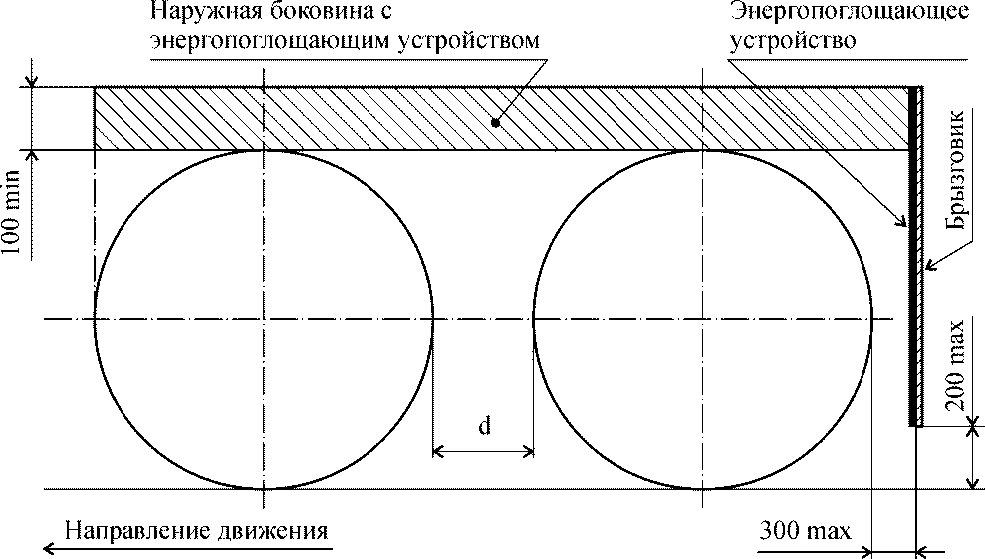 Наружная боковина с
энергопоглощающим устройством
Энергопоглощающее
устройство
100 min
Брызговик
200 max
d
300 max
Направление движения